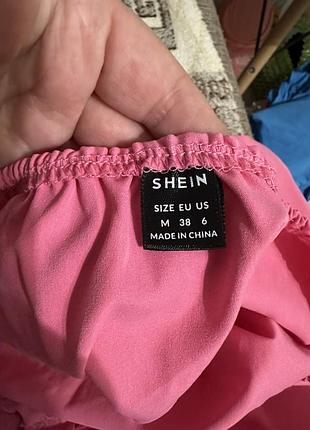 SHEIN
SIZE EU US
M 38 6
MADE IN CHINA